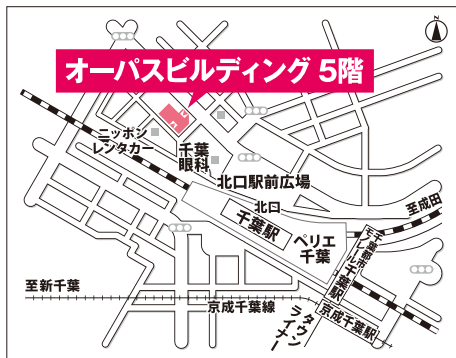 N
オーパスビルディング 5階
ニッポン
レンタカー
千葉
眼科
北口駅前広場
北口
千葉駅
ペリエ
千葉
至成田
千葉都市
モノレール
千葉駅
至新千葉
京成千葉線
タウン
ライナー
京成千葉駅